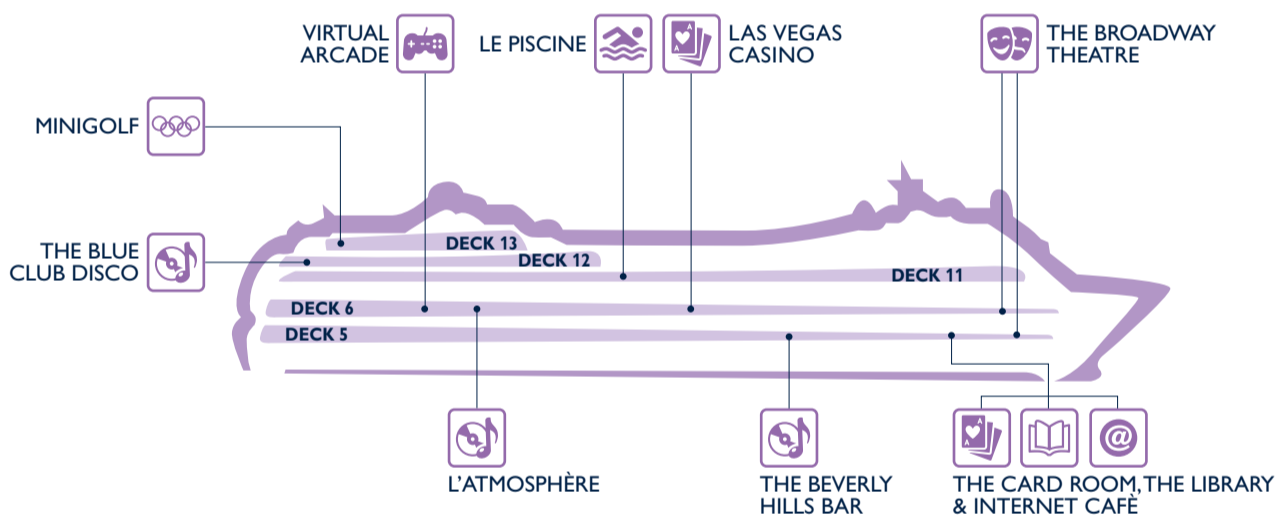 VIRTUAL
ARCADE
LE PISCINE
LAS VEGAS
CASINO
THE BROADWAY
THEATRE
MINIGOLF
THE BLUE
CLUB DISCO
DECK 13
DECK 12
DECK 11
DECK 6
DECK 5
L'ATMOSPHÈRE
THE BEVERLY
HILLS BAR
THE CARD ROOM, THE LIBRARY
& INTERNET CAFÈ
A
A
@